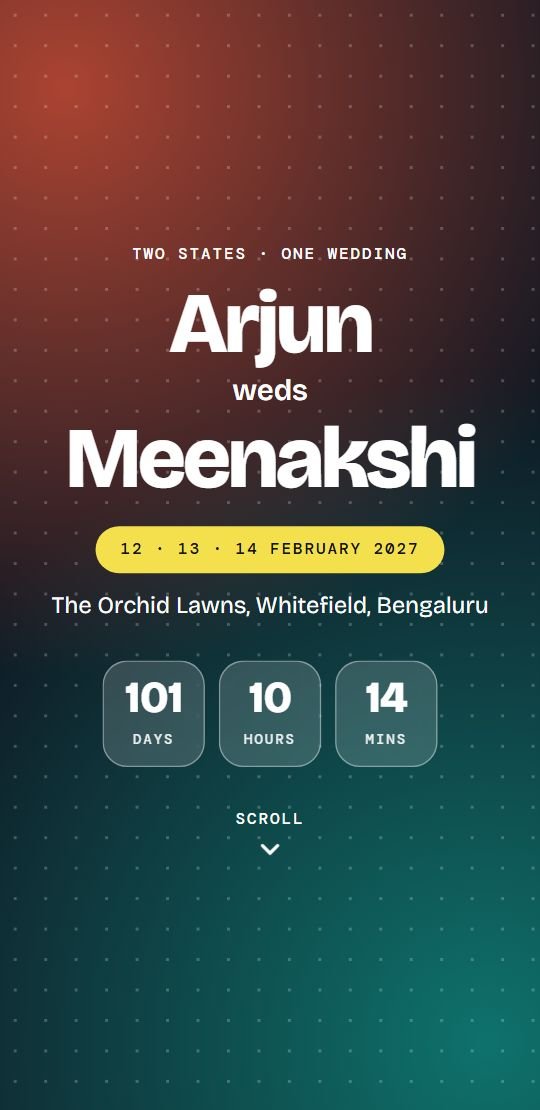 TWO STATES · ONE WEDDING
Arjun
weds
Meenakshi
12 · 13 · 14 FEBRUARY 2027
The Orchid Lawns, Whitefield, Bengaluru
101 10 14
DAYS HOURS MINS
SCROLL